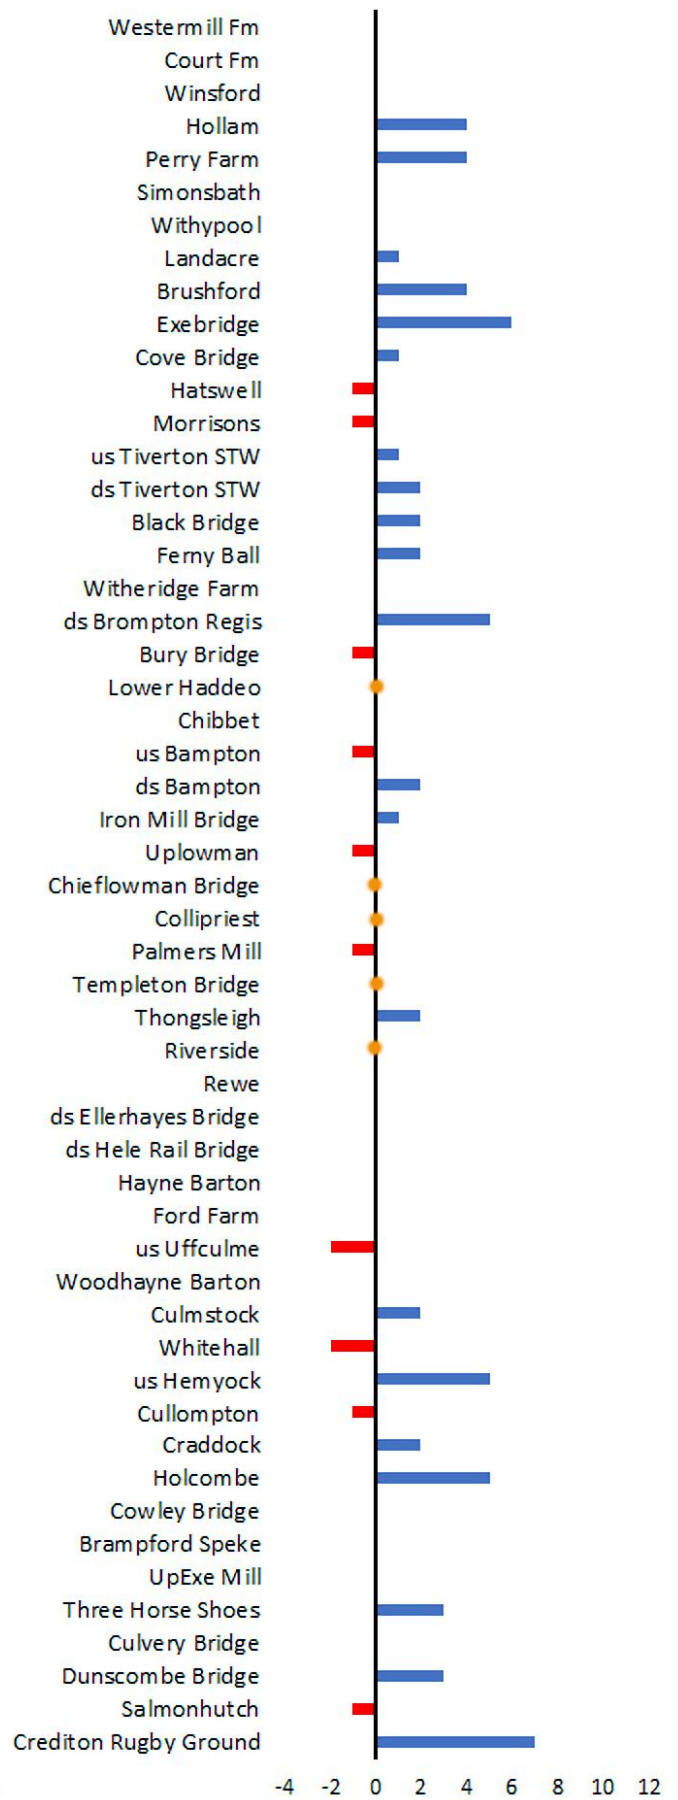 Westermill Fm
Court Fm
Winsford
Hollam
Perry Farm
Simonsbath
Withypool
Landacre
Brushford
Exebridge
Cove Bridge
Hatswell
Morrisons
us Tiverton STW
ds Tiverton STW
Black Bridge
Ferny Ball
Witheridge Farm
ds Brompton Regis
Bury Bridge
Lower Haddeo
Chibbet
us Bampton
ds Bampton
Iron Mill Bridge
Uplowman
Chieflowman Bridge
Collipriest
Palmers Mill
Templeton Bridge
Thongsleigh
Riverside
Rewe
ds Ellerhayes Bridge
ds Hele Rail Bridge
Hayne Barton
Ford Farm
us Uffculme
Woodhayne Barton
Culmstock
Whitehall
us Hemyock
Cullompton
Craddock
Holcombe
Cowley Bridge
Brampford Speke
UpExe Mill
Three Horse Shoes
Culvery Bridge
Dunscombe Bridge
Salmonhutch
Crediton Rugby Ground
-4 -2 0 2 4 6 8 10 12